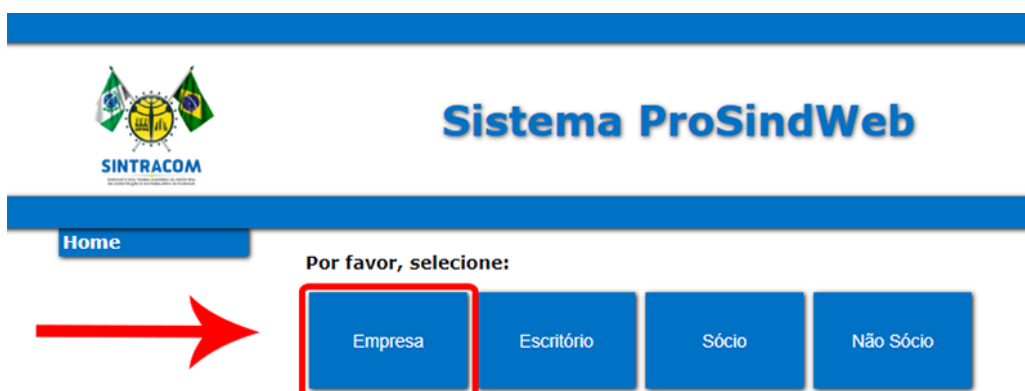 SINTRACOM
Sistema ProSindWeb
Home
Por favor, selecione:
Empresa
Escritório
Sócio
Não Sócio